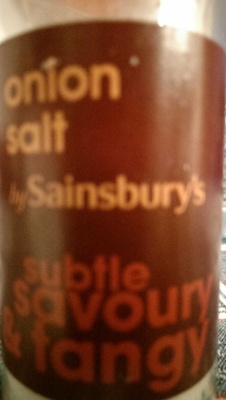 onion
salt
by Sainsbury's
subtle
savoury
& tangy